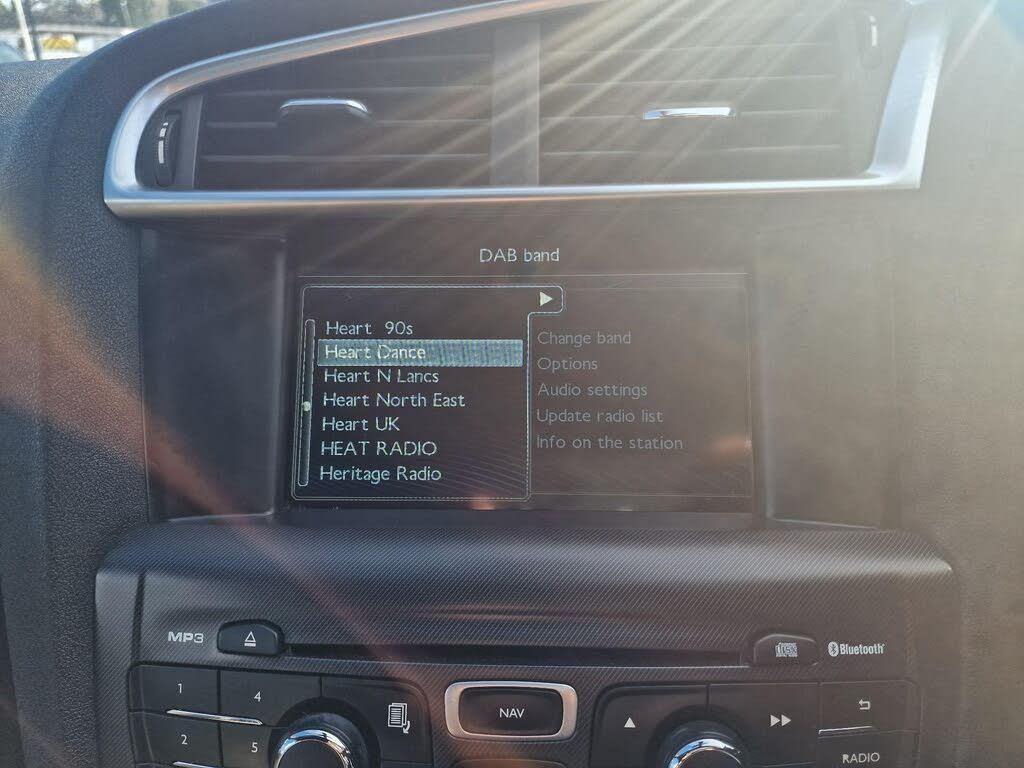 DAB band
Heart 90s
Heart Dance
Heart N Lancs
Heart North East
Heart UK
HEAT RADIO
Heritage Radio
Change band
Options
Audio settings
Update radio list
Info on the station
MP3
Bluetooth
1
4
NAV
2
5
RADIO